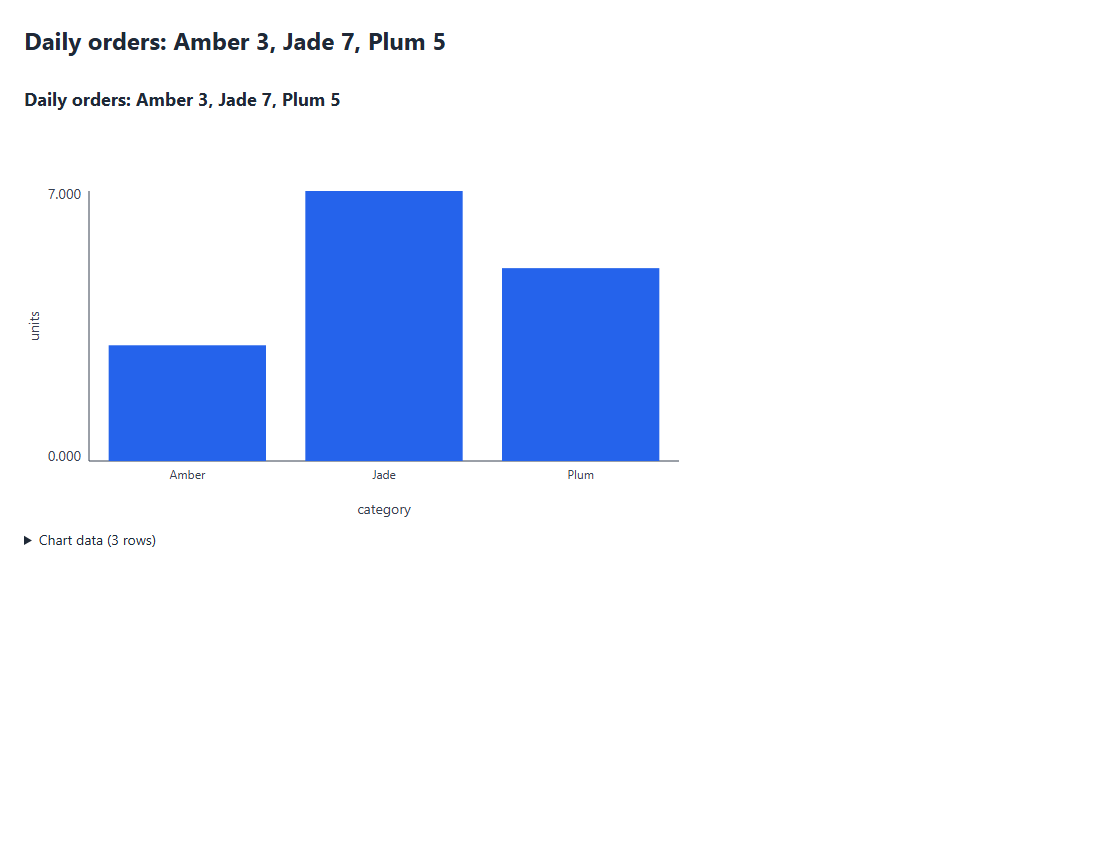 Daily orders: Amber 3, Jade 7, Plum 5
Daily orders: Amber 3, Jade 7, Plum 5
7.000
units
0.000
Amber Jade Plum
category
▶ Chart data (3 rows)